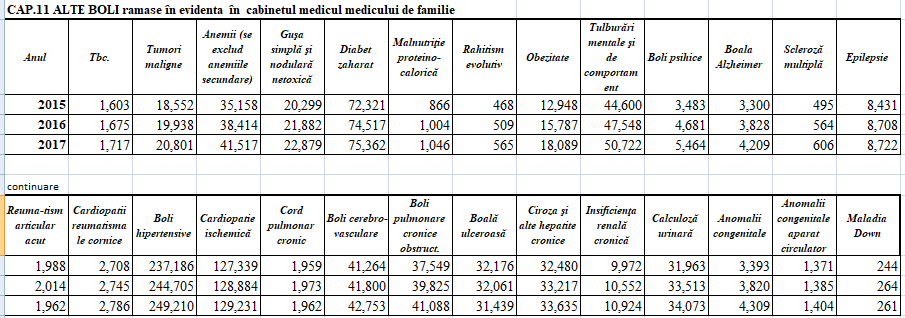 CAP.11 ALTE BOLI ramase în evidenta în cabinetul medicul medicului de familie
Anul Tbc. Tumori maligne Anemii (se exclud anemiile secundare) Guşa simplă şi nodulară netoxică Diabet zaharat Malnutriţie proteino-calorică Rahitism evolutiv Obezitate Tulburări mentale şi de comportam ent Boli psihice Boala Alzheimer Scleroză multiplă Epilepsie
2015 1,603 18,552 35,158 20,299 72,321 866 468 12,948 44,600 3,483 3,300 495 8,431
2016 1,675 19,938 38,414 21,882 74,517 1,004 509 15,787 47,548 4,681 3,828 564 8,708
2017 1,717 20,801 41,517 22,879 75,362 1,046 565 18,089 50,722 5,464 4,209 606 8,722
continuare
Reuma-tism articular acut Cardiopatii reumatisma le cornice Boli hipertensive Cardiopatie ischemică Cord pulmonar cronic Boli cerebro-vasculare Boli pulmonare cronice obstruct. Boală ulceroasă Ciroza şi alte hepatite cronice Insificienţa renală cronică Calculoză urinară Anomalii congenitale Anomalii congenitale aparat circulator Maladia Down
1,988 2,708 237,186 127,339 1,959 41,264 37,549 32,176 32,480 9,972 31,963 3,393 1,371 244
2,014 2,745 244,705 128,884 1,973 41,800 39,825 32,061 33,217 10,552 33,513 3,820 1,385 264
1,962 2,786 249,210 129,231 1,962 42,753 41,088 31,439 33,635 10,924 34,073 4,309 1,404 261